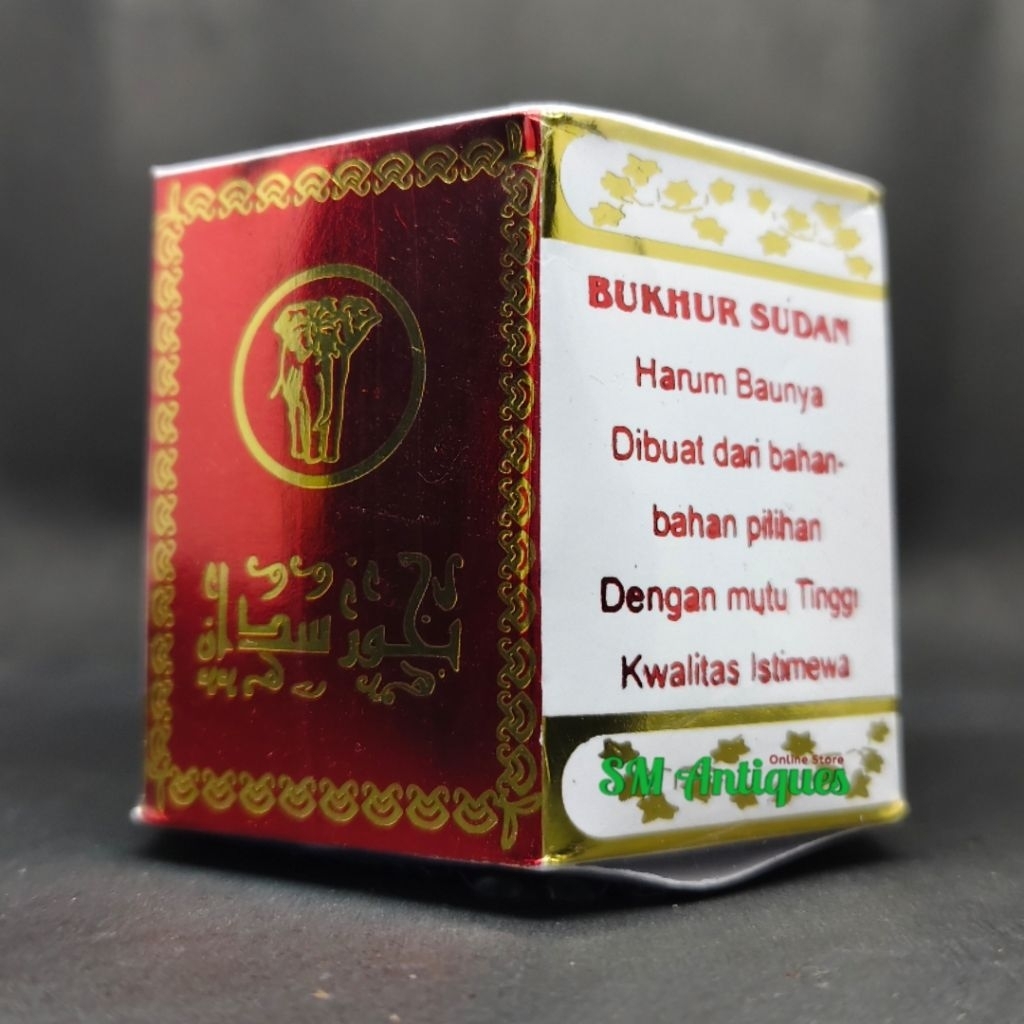 بخور سدان
BUKHUR SUDAN
Harum Baunya
Dibuat dari bahan-
bahan pilihan
Dengan mutu Tinggi
Kwalitas Istimewa
Online Store
SM Antiques